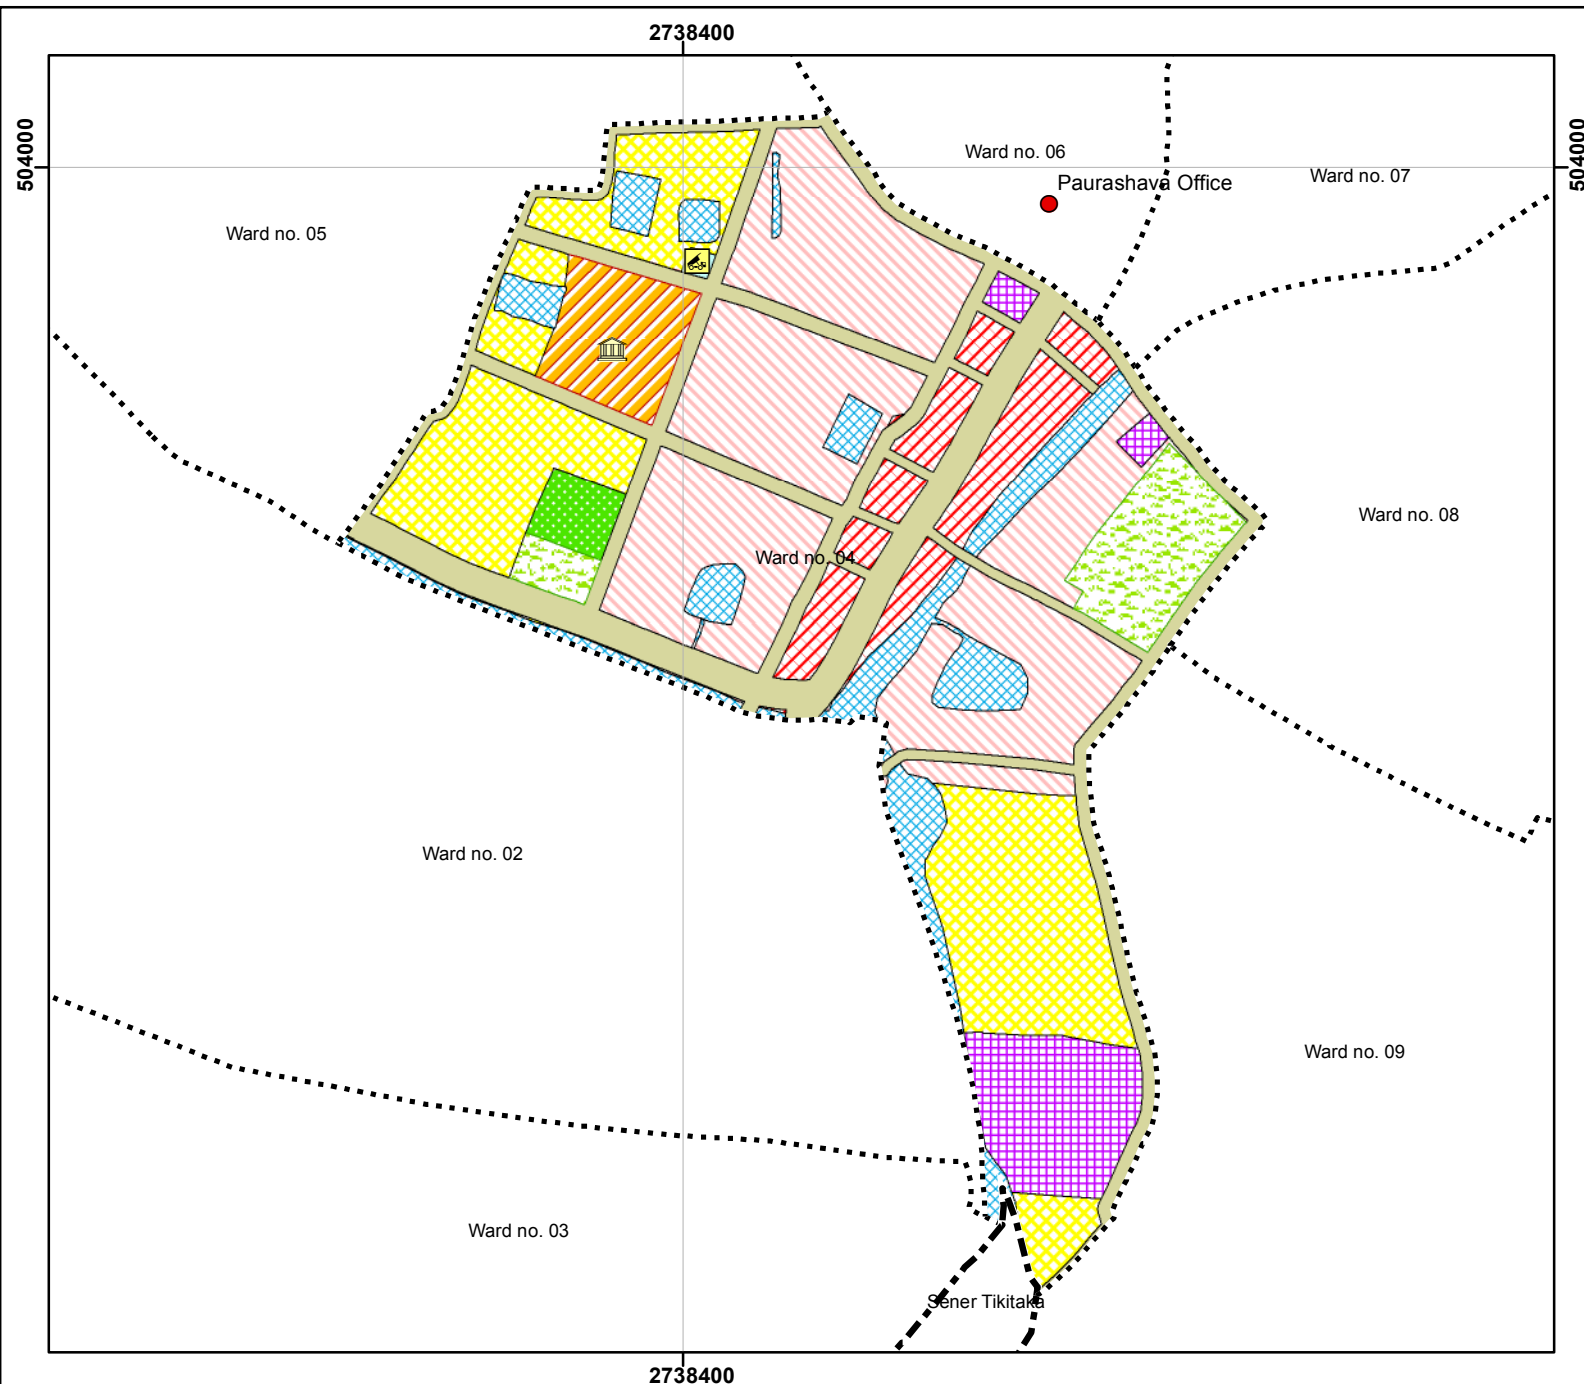 2738400
504000
504000
Ward no. 06
Ward no. 07
Paurashava Office
Ward no. 05
Ward no. 08
Ward no. 04
Ward no. 02
Ward no. 09
Ward no. 03
Sener Tikitaka
2738400